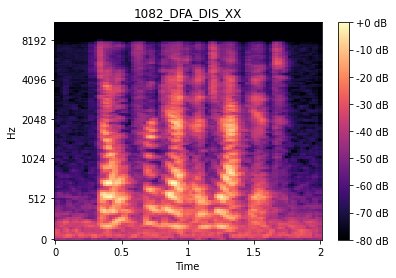 1082_DFA_DIS_XX
Hz
8192
4096
2048
1024
512
0
0
0.5
1
1.5
2
Time
+0 dB
-10 dB
-20 dB
-30 dB
-40 dB
-50 dB
-60 dB
-70 dB
-80 dB